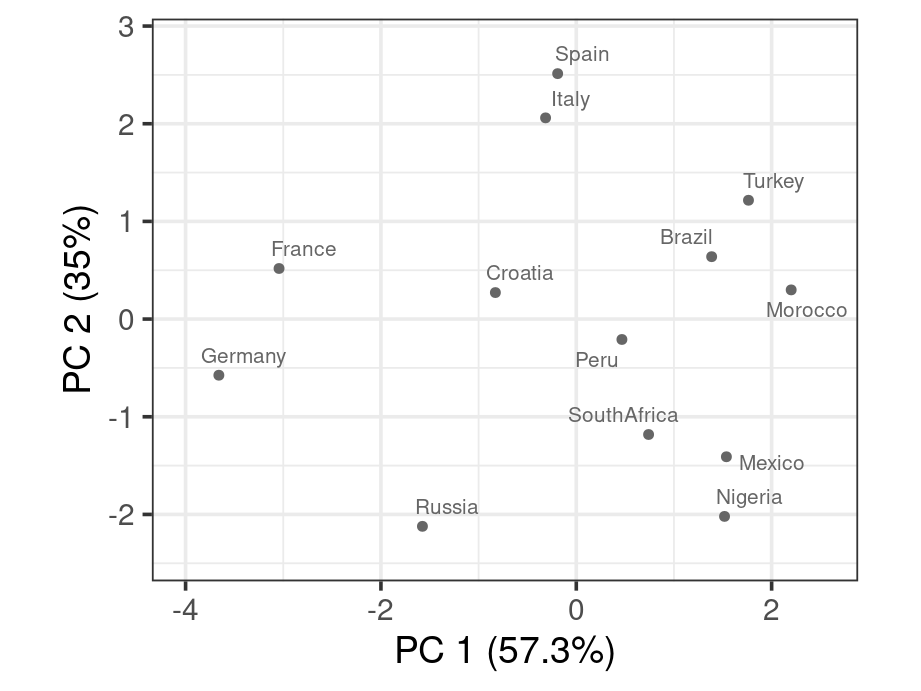 3
2
1
0
-1
-2
PC 2 (35%)
Spain
Italy
Turkey
Brazil
France
Croatia
Morocco
Germany
Peru
SouthAfrica
Mexico
Nigeria
Russia
-4 -2 0 2
PC 1 (57.3%)